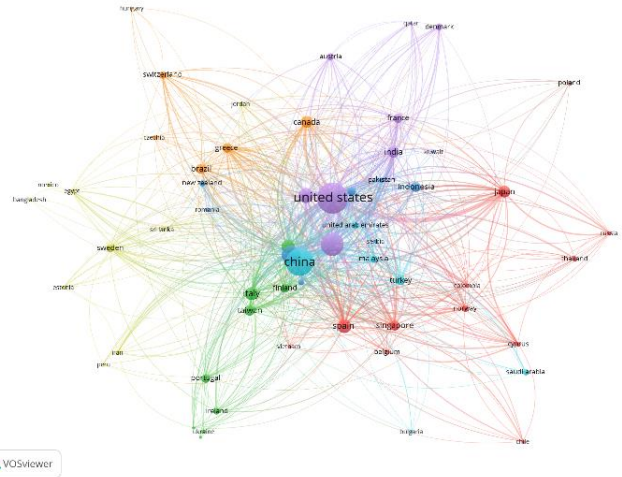 hungary
qatar
denmark
austria
switzerland
poland
jordan
canada
france
czechia
greece
india
kuwait
brazil
new zealand
pakistan
indonesia
japan
egypt
bangladesh
united states
romania
united arab emirates
sri lanka
serbia
russia
sweden
china
malaysia
thailand
turkey
estonia
finland
italy
colombia
taiwan
norway
spain
singapore
vietnam
belgium
cyprus
iran
peru
saudi arabia
portugal
ireland
ukraine
bulgaria
chile
VOSviewer